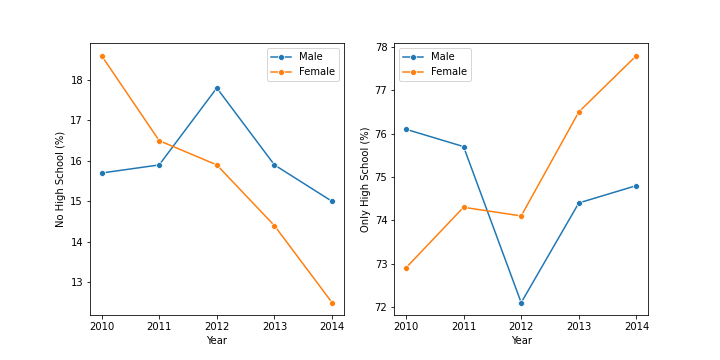 No High School (%)
18
17
16
15
14
13
Male
Female
2010 2011 2012 2013 2014
Year
Only High School (%)
78
77
76
75
74
73
72
Male
Female
2010 2011 2012 2013 2014
Year